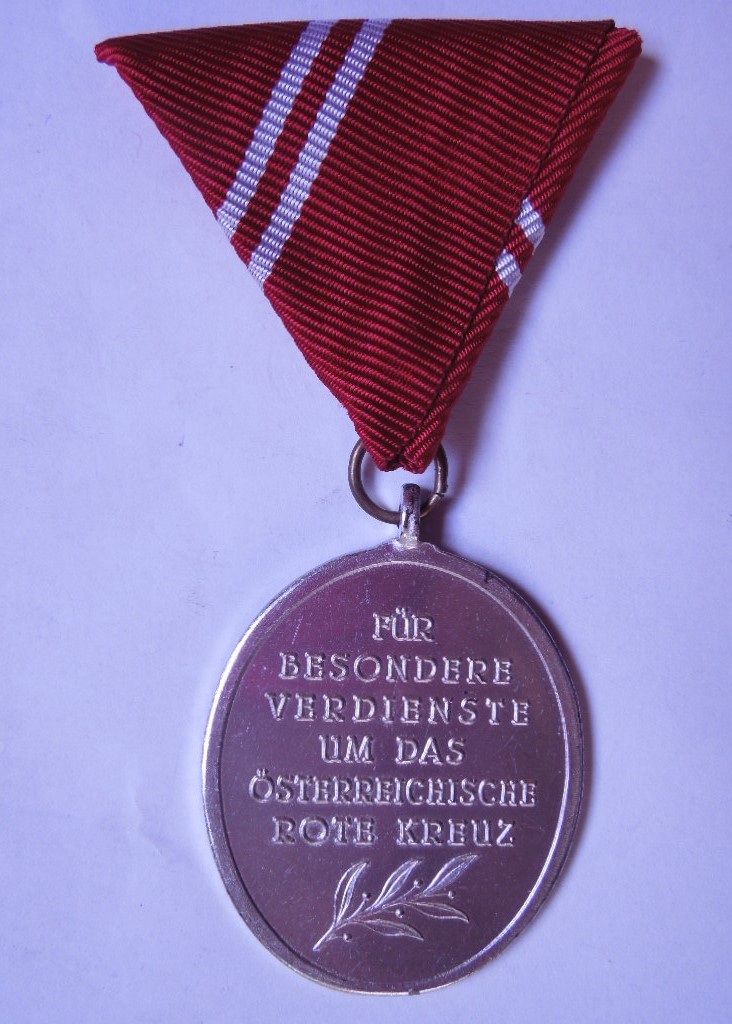 FÜR
BESONDERE
VERDIENSTE
UM DAS
ÖSTERREICHISCHE
ROTE KREUZ